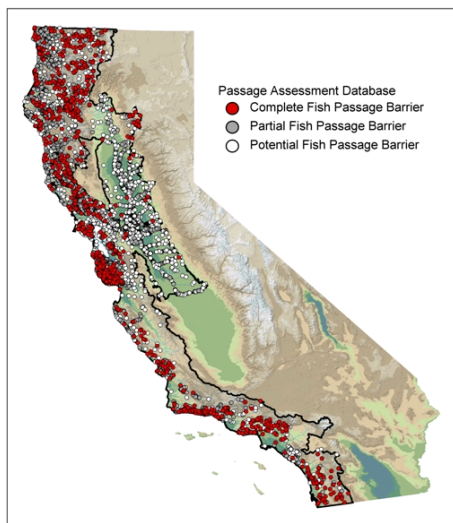 Passage Assessment Database
Complete Fish Passage Barrier
Partial Fish Passage Barrier
Potential Fish Passage Barrier